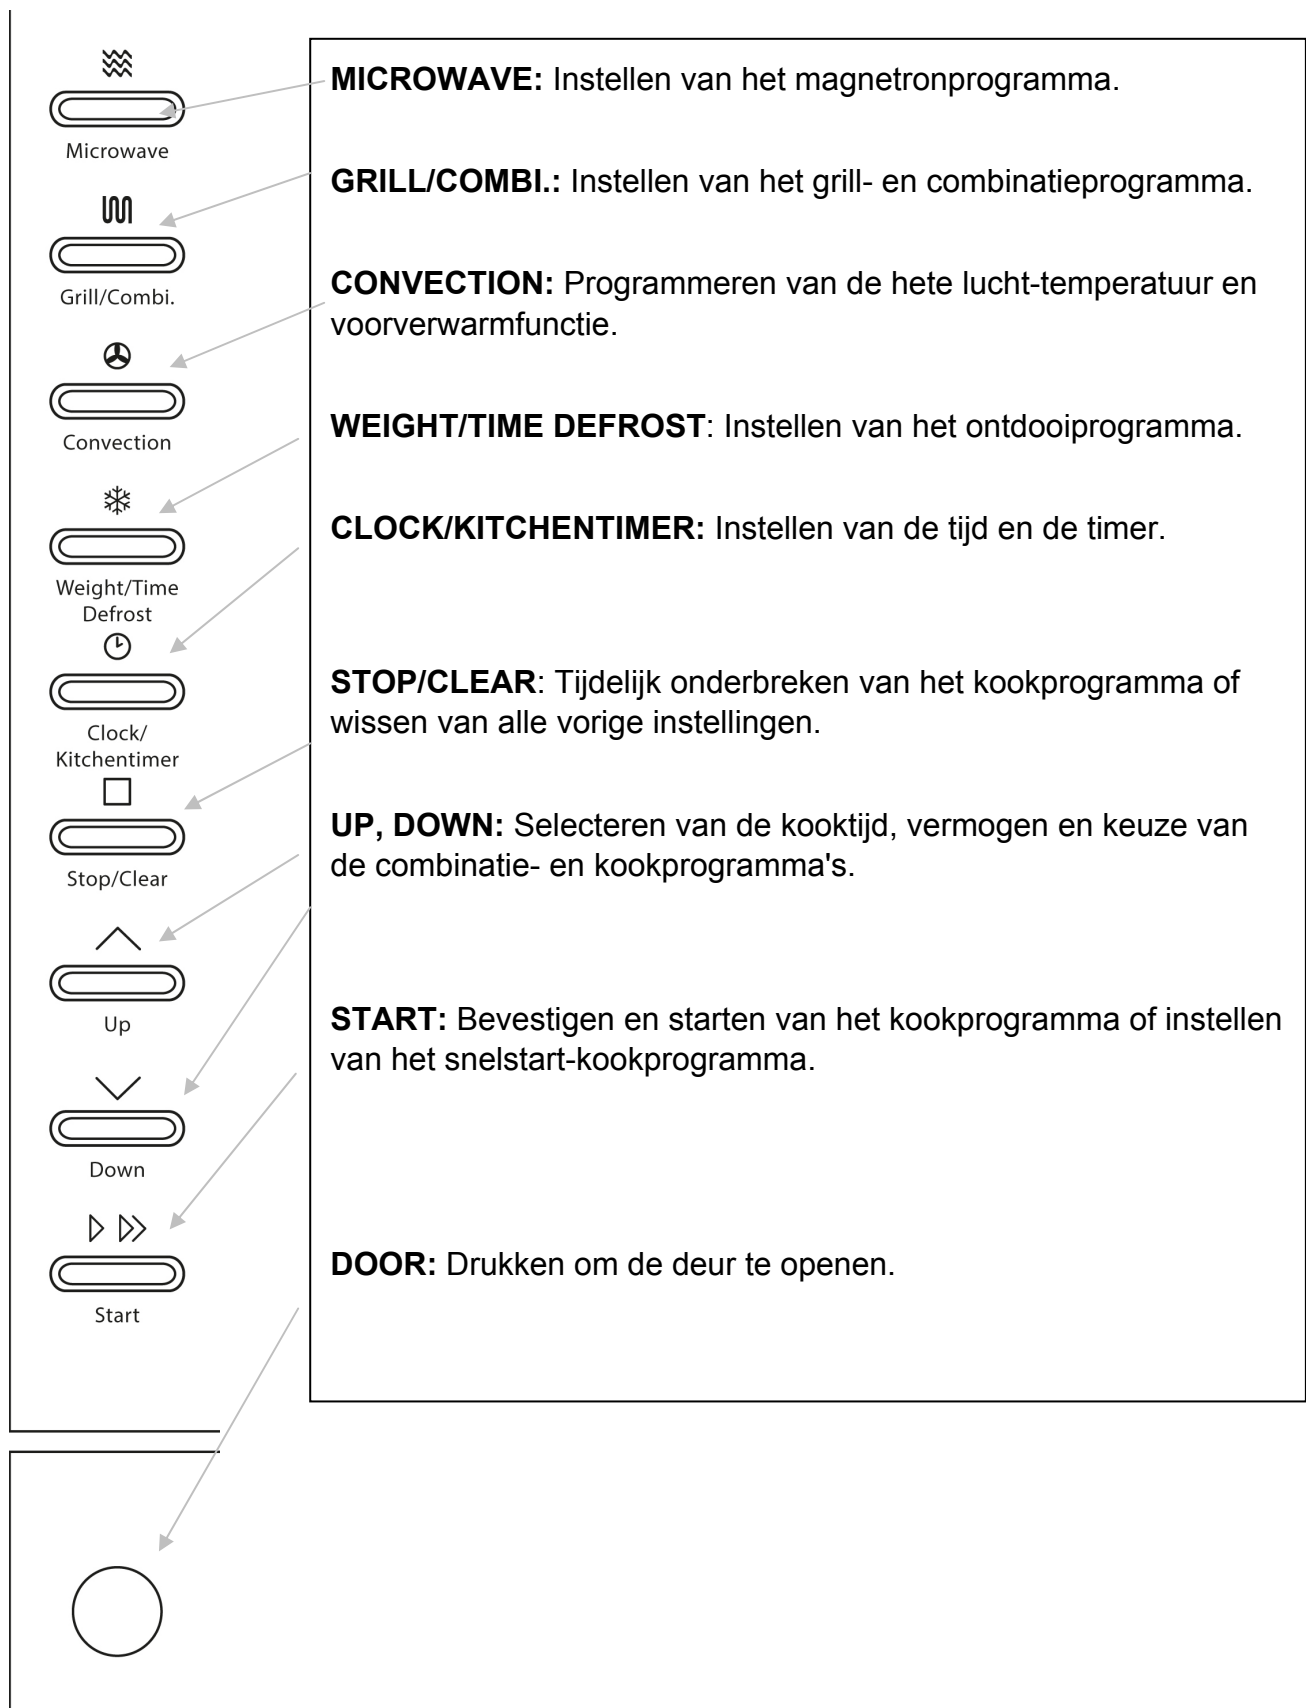 Microwave
Grill/Combi.
Convection
Weight/Time
Defrost
Clock/
Kitchentimer
Stop/Clear
Up
Down
Start
MICROWAVE: Instellen van het magnetronprogramma.
GRILL/COMBI.: Instellen van het grill- en combinatieprogramma.
CONVECTION: Programmeren van de hete lucht-temperatuur en
voorverwarmfunctie.
WEIGHT/TIME DEFROST: Instellen van het ontdooiprogramma.
CLOCK/KITCHENTIMER: Instellen van de tijd en de timer.
STOP/CLEAR: Tijdelijk onderbreken van het kookprogramma of
wissen van alle vorige instellingen.
UP, DOWN: Selecteren van de kooktijd, vermogen en keuze van
de combinatie- en kookprogramma's.
START: Bevestigen en starten van het kookprogramma of instellen
van het snelstart-kookprogramma.
DOOR: Drukken om de deur te openen.